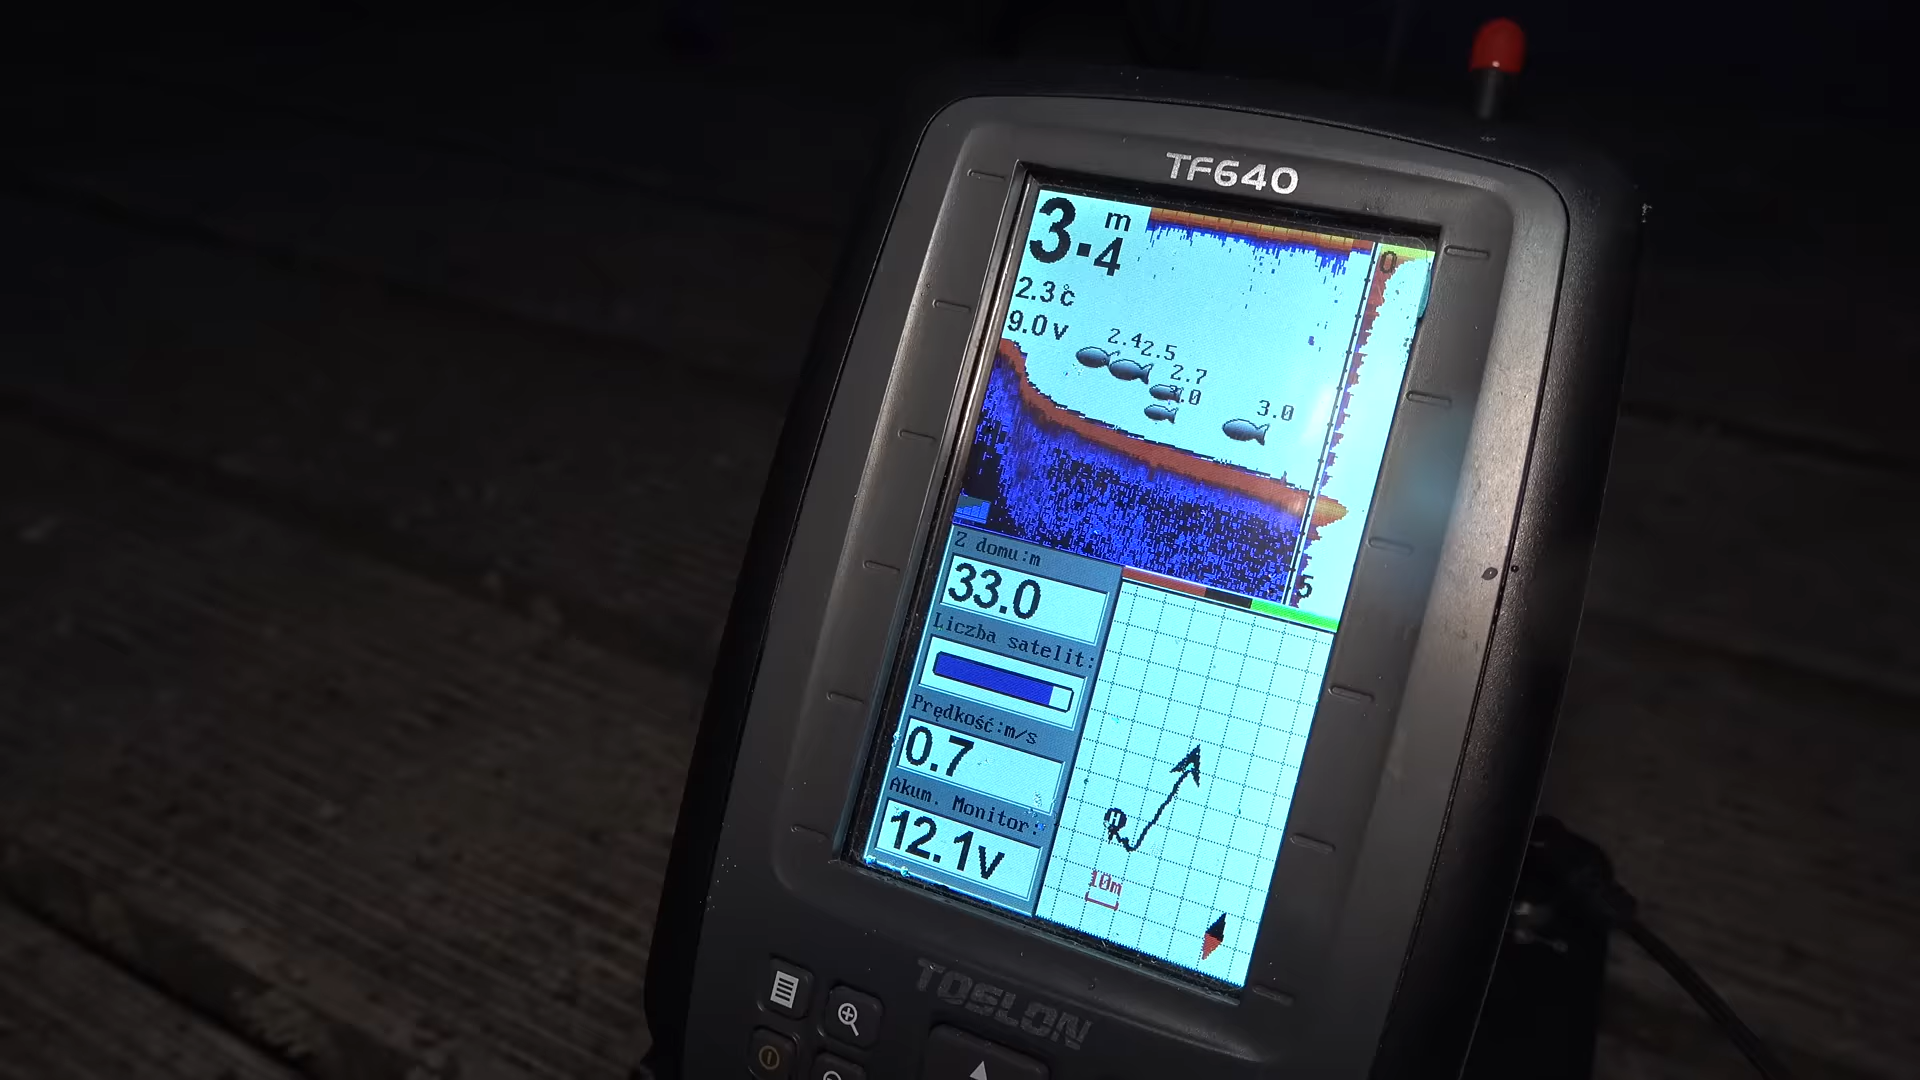 TF640
3.4 m
2.3°c
9.0v
2.4 2.5
2.7
3.0
0
5
Z domu:m
33.0
Liczba satelit:
Prędkość:m/s
0.7
Akum. Monitor:
12.1v
H
10m
TOSLON